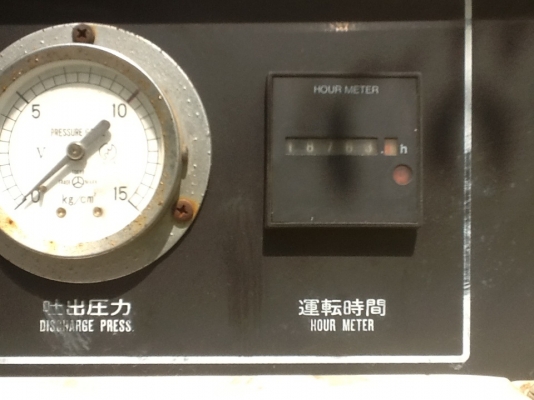 HOUR METER
18763 h
5 10
PRESSURE
0 15
kg/cm²
吐出圧力
DISCHARGE PRESS.
運転時間
HOUR METER